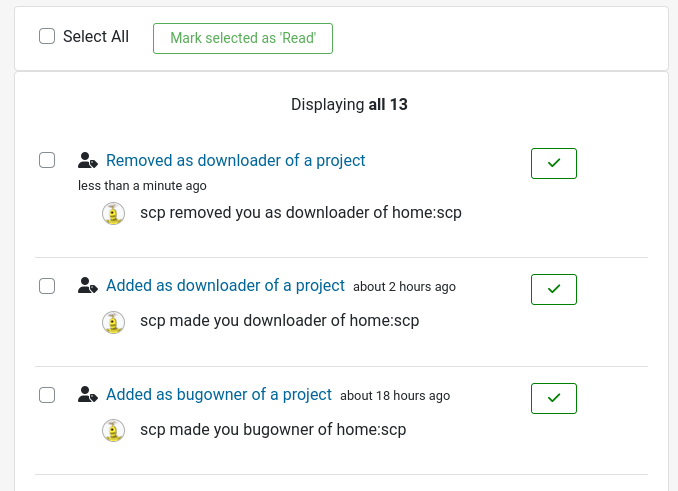 Select All
Mark selected as 'Read'
Displaying all 13
Removed as downloader of a project
less than a minute ago
scp removed you as downloader of home:scp
Added as downloader of a project about 2 hours ago
scp made you downloader of home:scp
Added as bugowner of a project about 18 hours ago
scp made you bugowner of home:scp